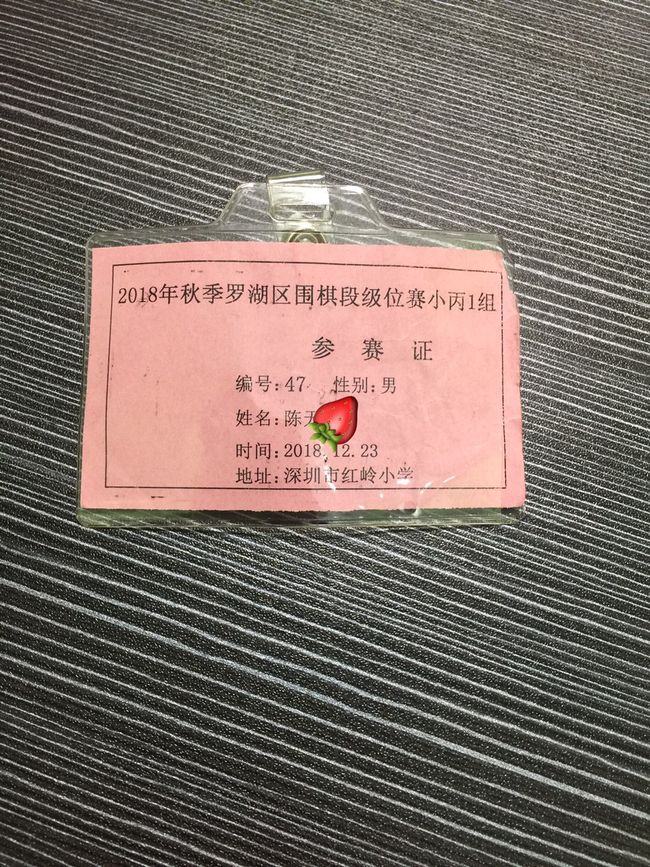 2018年秋季罗湖区围棋段级位赛小丙1组
参 赛 证
编号: 47 性别: 男
姓名: 陈
时间: 2018.12.23
地址: 深圳市红岭小学